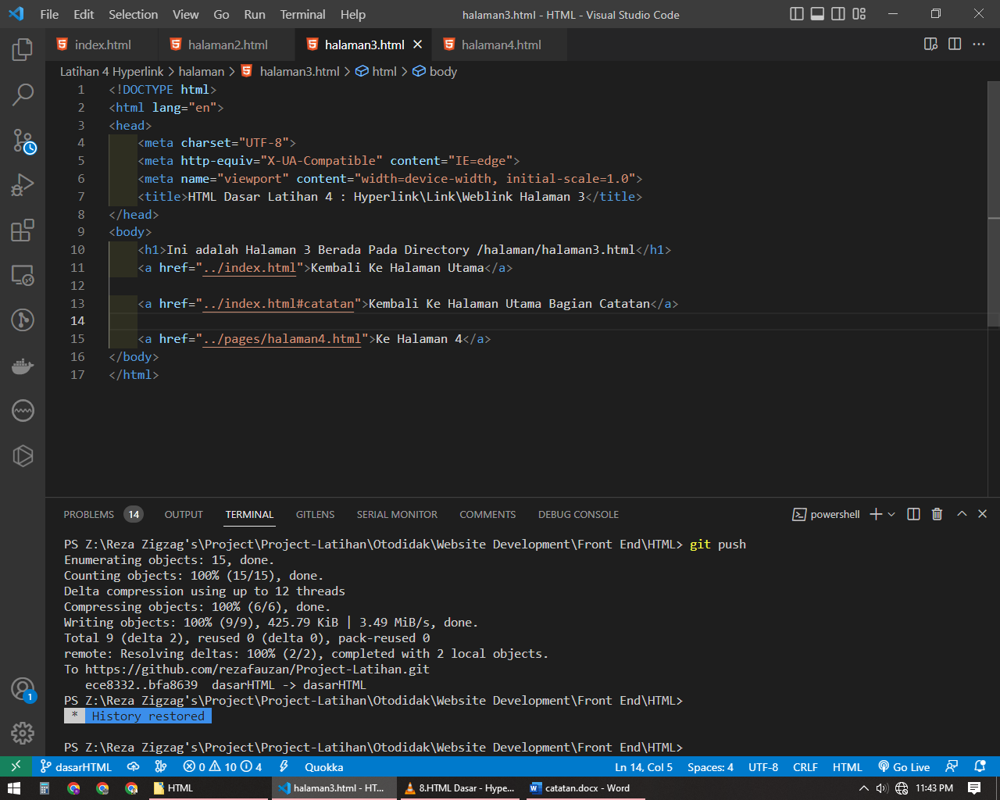 File Edit Selection View Go Run Terminal Help halaman3.html - HTML - Visual Studio Code
index.html halaman2.html halaman3.html halaman4.html
Latihan 4 Hyperlink > halaman > halaman3.html > html > body
1 <!DOCTYPE html>
2 <html lang="en">
3 <head>
4 <meta charset="UTF-8">
5 <meta http-equiv="X-UA-Compatible" content="IE=edge">
6 <meta name="viewport" content="width=device-width, initial-scale=1.0">
7 <title>HTML Dasar Latihan 4 : Hyperlink\Link\Weblink Halaman 3</title>
8 </head>
9 <body>
10 <h1>Ini adalah Halaman 3 Berada Pada Directory /halaman/halaman3.html</h1>
11 <a href="../index.html">Kembali Ke Halaman Utama</a>
12
13 <a href="../index.html#catatan">Kembali Ke Halaman Utama Bagian Catatan</a>
14
15 <a href="../pages/halaman4.html">Ke Halaman 4</a>
16 </body>
17 </html>
PROBLEMS 14 OUTPUT TERMINAL GITLENS SERIAL MONITOR COMMENTS DEBUG CONSOLE powershell
PS Z:\Reza Zigzag's\Project\Project-Latihan\Otodidak\Website Development\Front End\HTML> git push
Enumerating objects: 15, done.
Counting objects: 100% (15/15), done.
Delta compression using up to 12 threads
Compressing objects: 100% (6/6), done.
Writing objects: 100% (9/9), 425.79 KiB | 3.49 MiB/s, done.
Total 9 (delta 2), reused 0 (delta 0), pack-reused 0
remote: Resolving deltas: 100% (2/2), completed with 2 local objects.
To https://github.com/rezafauzan/Project-Latihan.git
ece8332..bfa8639 dasarHTML -> dasarHTML
PS Z:\Reza Zigzag's\Project\Project-Latihan\Otodidak\Website Development\Front End\HTML>
* History restored
PS Z:\Reza Zigzag's\Project\Project-Latihan\Otodidak\Website Development\Front End\HTML>
1
dasarHTML 0 10 4 Quokka Ln 14, Col 5 Spaces: 4 UTF-8 CRLF HTML Go Live
HTML halaman3.html - HT... 8.HTML Dasar - Hype... catatan.docx - Word 11:43 PM